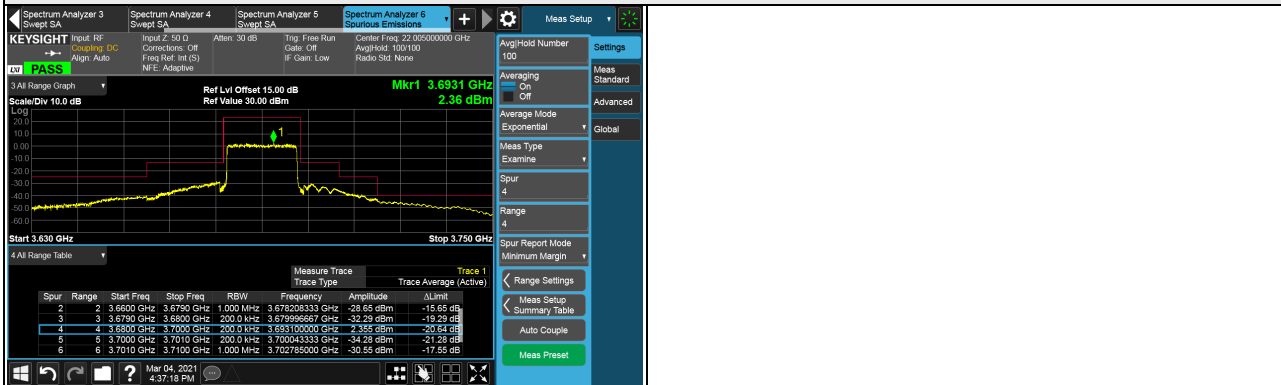 Spectrum Analyzer 3
Swept SA
Spectrum Analyzer 4
Swept SA
Spectrum Analyzer 5
Swept SA
Spectrum Analyzer 6
Spurious Emissions
Meas Setup
KEYSIGHT
Input: RF
Coupling: DC
Align: Auto
Input Z: 50 Ω
Corrections: Off
Freq Ref: Int (S)
NFE: Adaptive
Atten: 30 dB
Trig: Free Run
Gate: Off
IF Gain: Low
Center Freq: 22.005000000 GHz
Avg|Hold: 100/100
Radio Std: None
LXI
PASS
3 All Range Graph
Scale/Div 10.0 dB
Ref Lvl Offset 15.00 dB
Ref Value 30.00 dBm
Mkr1 3.6931 GHz
2.36 dBm
Log
20.0
10.0
0.00
-10.0
-20.0
-30.0
-40.0
-50.0
-60.0
1
Start 3.630 GHz
Stop 3.750 GHz
4 All Range Table
Measure Trace Trace 1
Trace Type Trace Average (Active)
Spur Range Start Freq Stop Freq RBW Frequency Amplitude ΔLimit
2 2 3.6600 GHz 3.6790 GHz 1.000 MHz 3.678208333 GHz -28.65 dBm -15.65 dB
3 3 3.6790 GHz 3.6800 GHz 200.0 kHz 3.679996667 GHz -32.29 dBm -19.29 dB
4 4 3.6800 GHz 3.7000 GHz 200.0 kHz 3.693100000 GHz 2.355 dBm -20.64 dB
5 5 3.7000 GHz 3.7010 GHz 200.0 kHz 3.700043333 GHz -34.28 dBm -21.28 dB
6 6 3.7010 GHz 3.7100 GHz 1.000 MHz 3.702785000 GHz -30.55 dBm -17.55 dB
Mar 04, 2021
4:37:18 PM
Avg|Hold Number
100
Averaging
On
Off
Average Mode
Exponential
Meas Type
Examine
Spur
4
Range
4
Spur Report Mode
Minimum Margin
Range Settings
Meas Setup
Summary Table
Auto Couple
Meas Preset
Settings
Meas
Standard
Advanced
Global